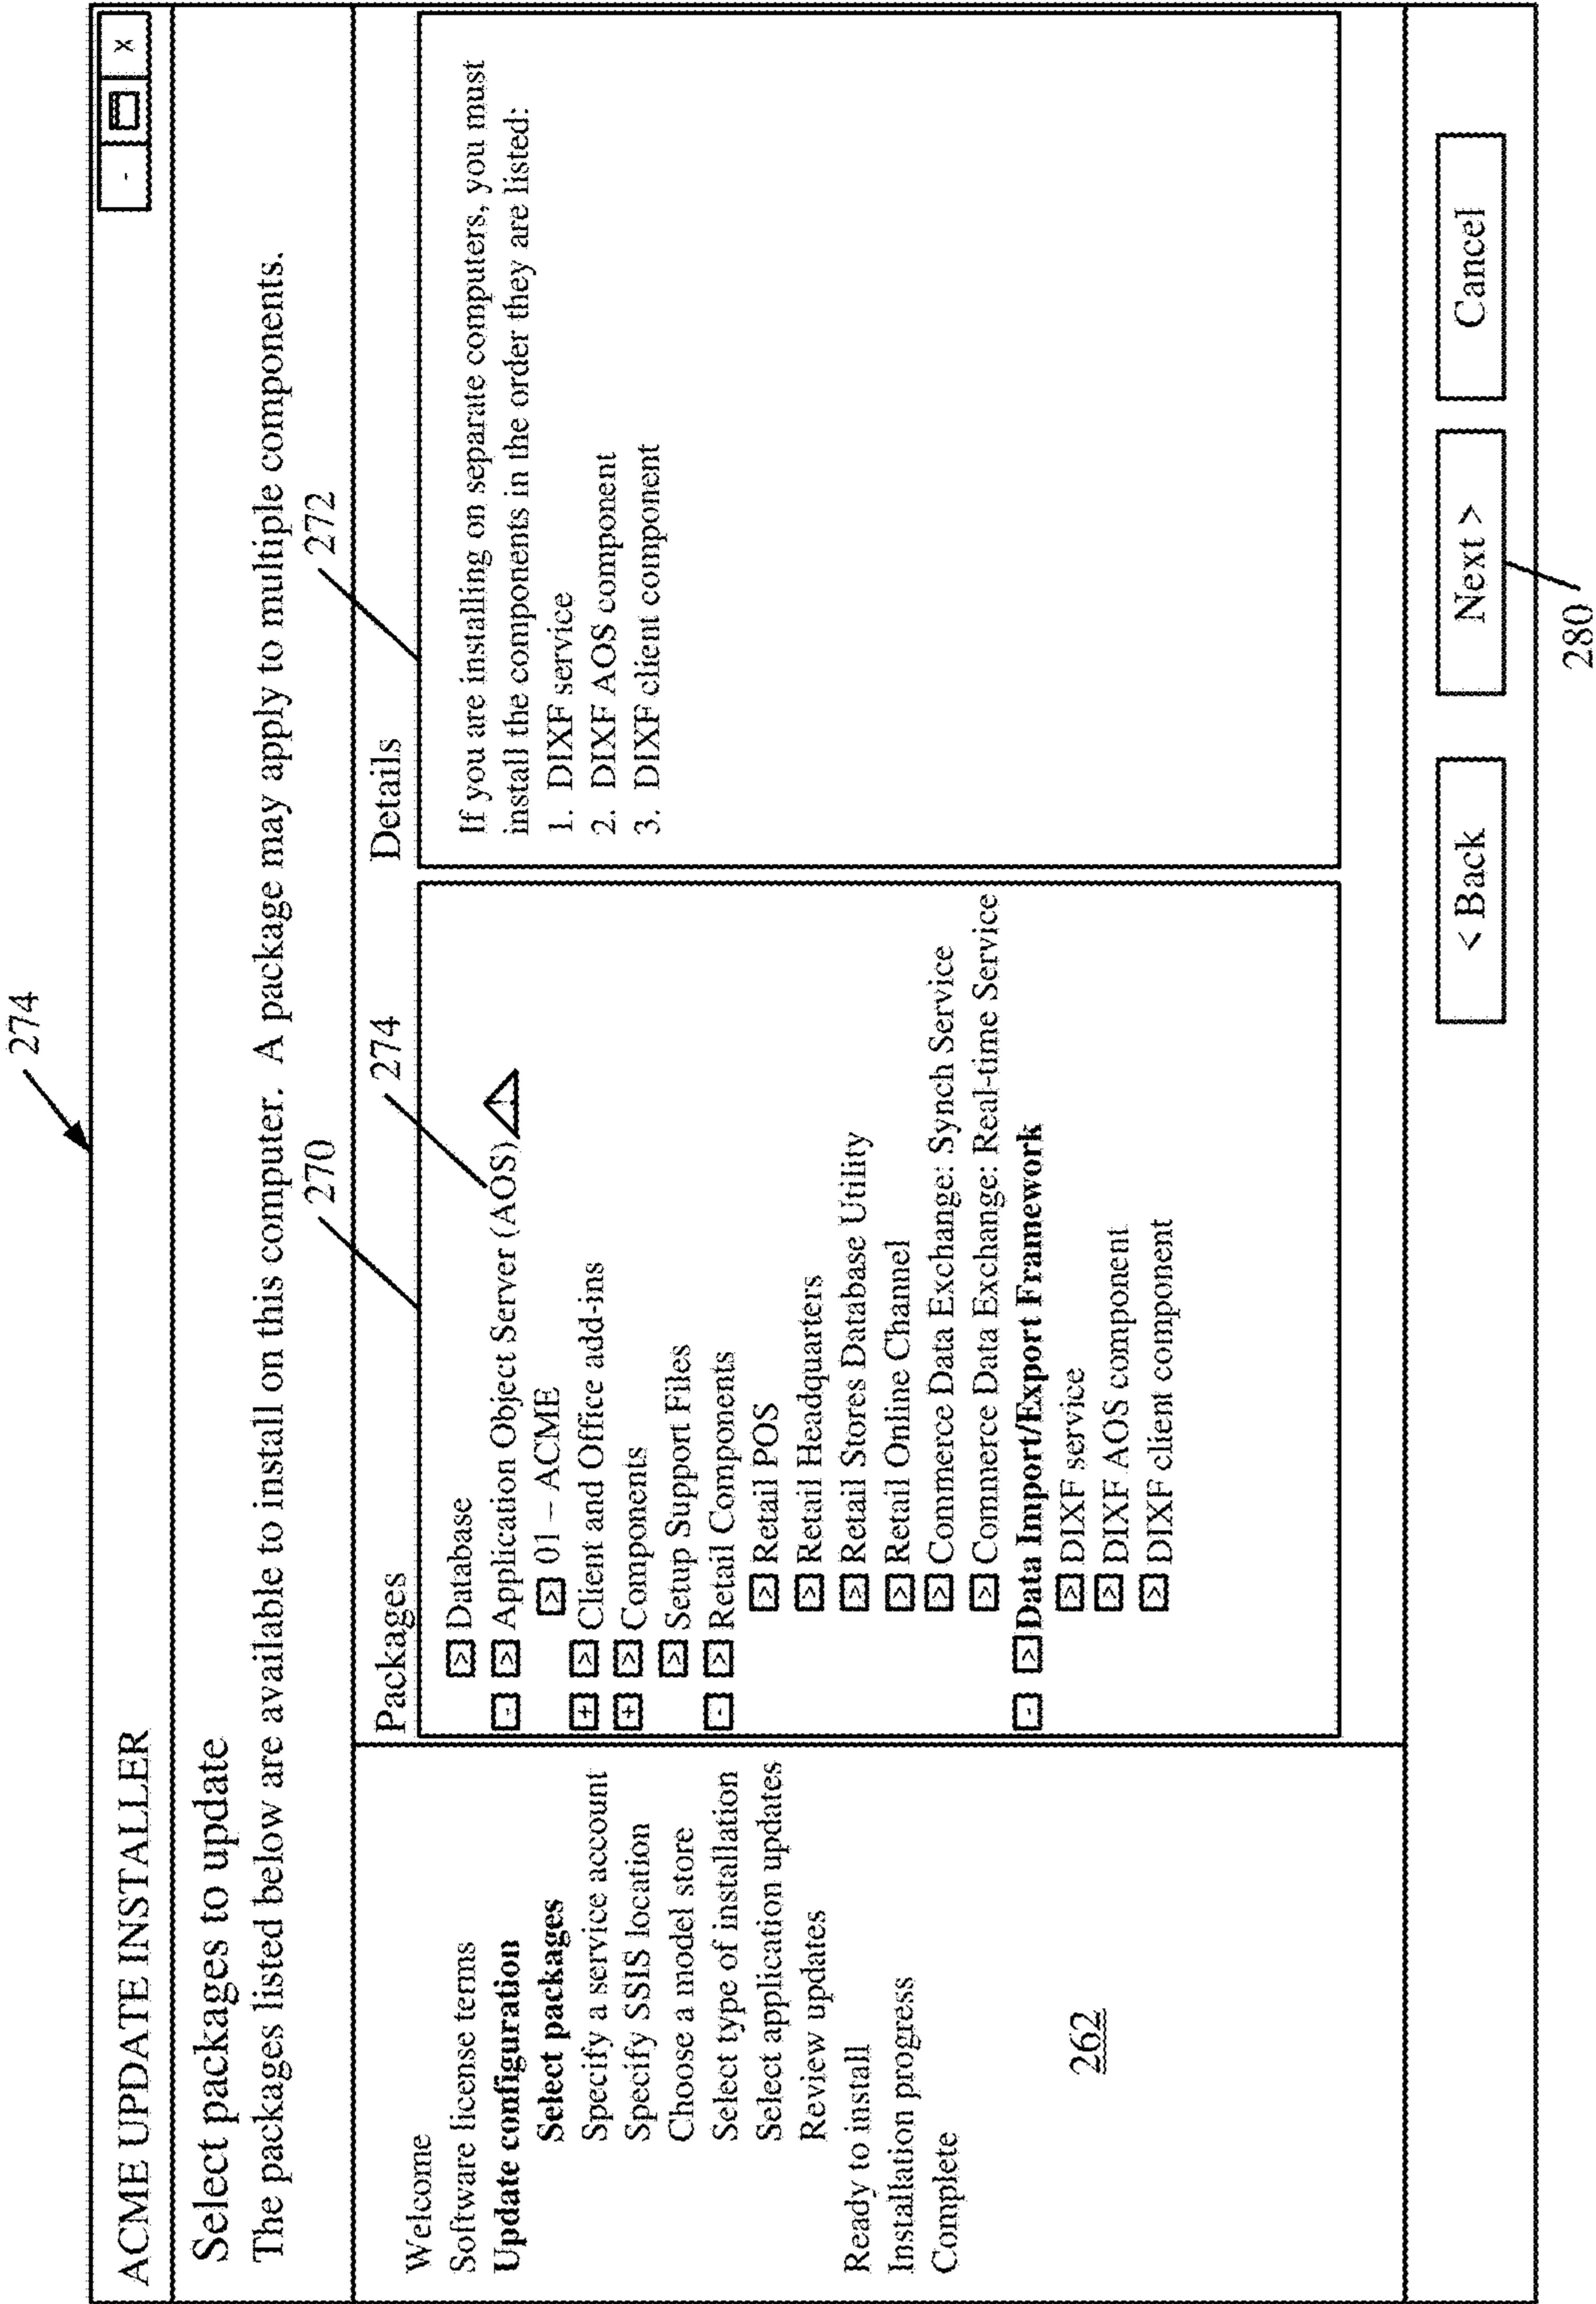 274
ACME UPDATE INSTALLER
- x
Select packages to update
The packages listed below are available to install on this computer. A package may apply to multiple components.
270
274
272
Welcome
Software license terms
Update configuration
Select packages
Specify a service account
Specify SSIS location
Choose a model store
Select type of installation
Select application updates
Review updates
Ready to install
Installation progress
Complete
262
Packages
> Database
- > Application Object Server (AOS) !
> 01 – ACME
+ > Client and Office add-ins
+ > Components
> Setup Support Files
- > Retail Components
> Retail POS
> Retail Headquarters
> Retail Stores Database Utility
> Retail Online Channel
> Commerce Data Exchange: Synch Service
> Commerce Data Exchange: Real-time Service
- > Data Import/Export Framework
> DIXF service
> DIXF AOS component
> DIXF client component
Details
If you are installing on separate computers, you must
install the components in the order they are listed:
1. DIXF service
2. DIXF AOS component
3. DIXF client component
< Back
Next >
Cancel
280